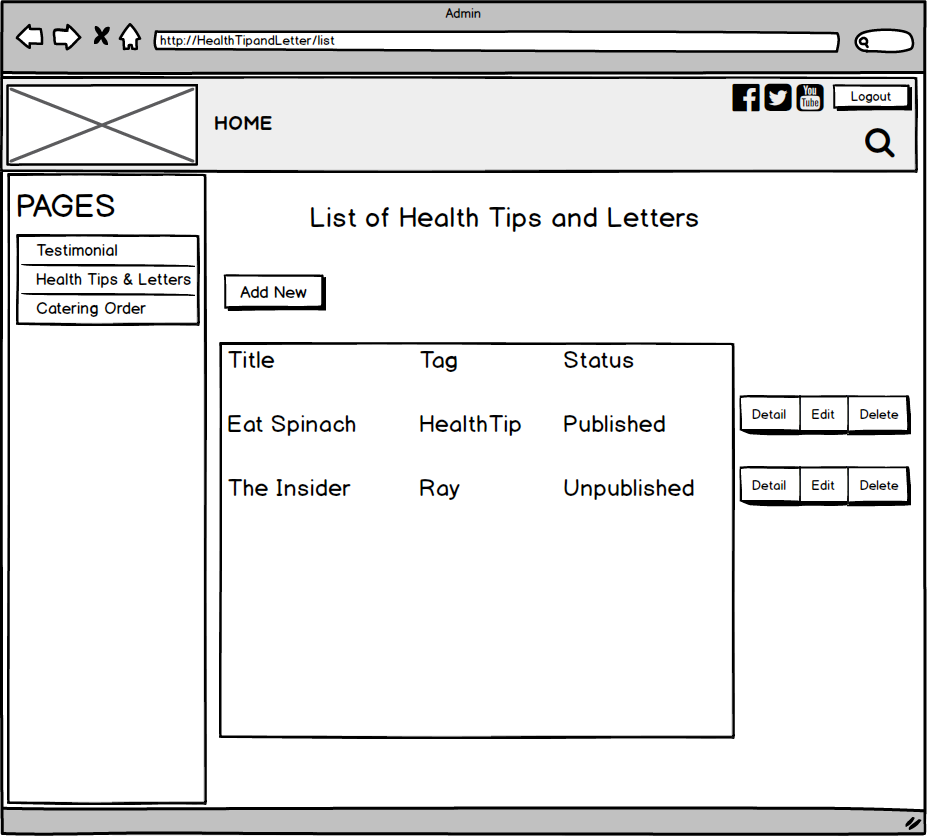 Admin
http://HealthTipandLetter/list
You
Tube
Logout
HOME
PAGES
Testimonial
Health Tips & Letters
Catering Order
List of Health Tips and Letters
Add New
Title Tag Status
Eat Spinach HealthTip Published
Detail Edit Delete
The Insider Ray Unpublished
Detail Edit Delete